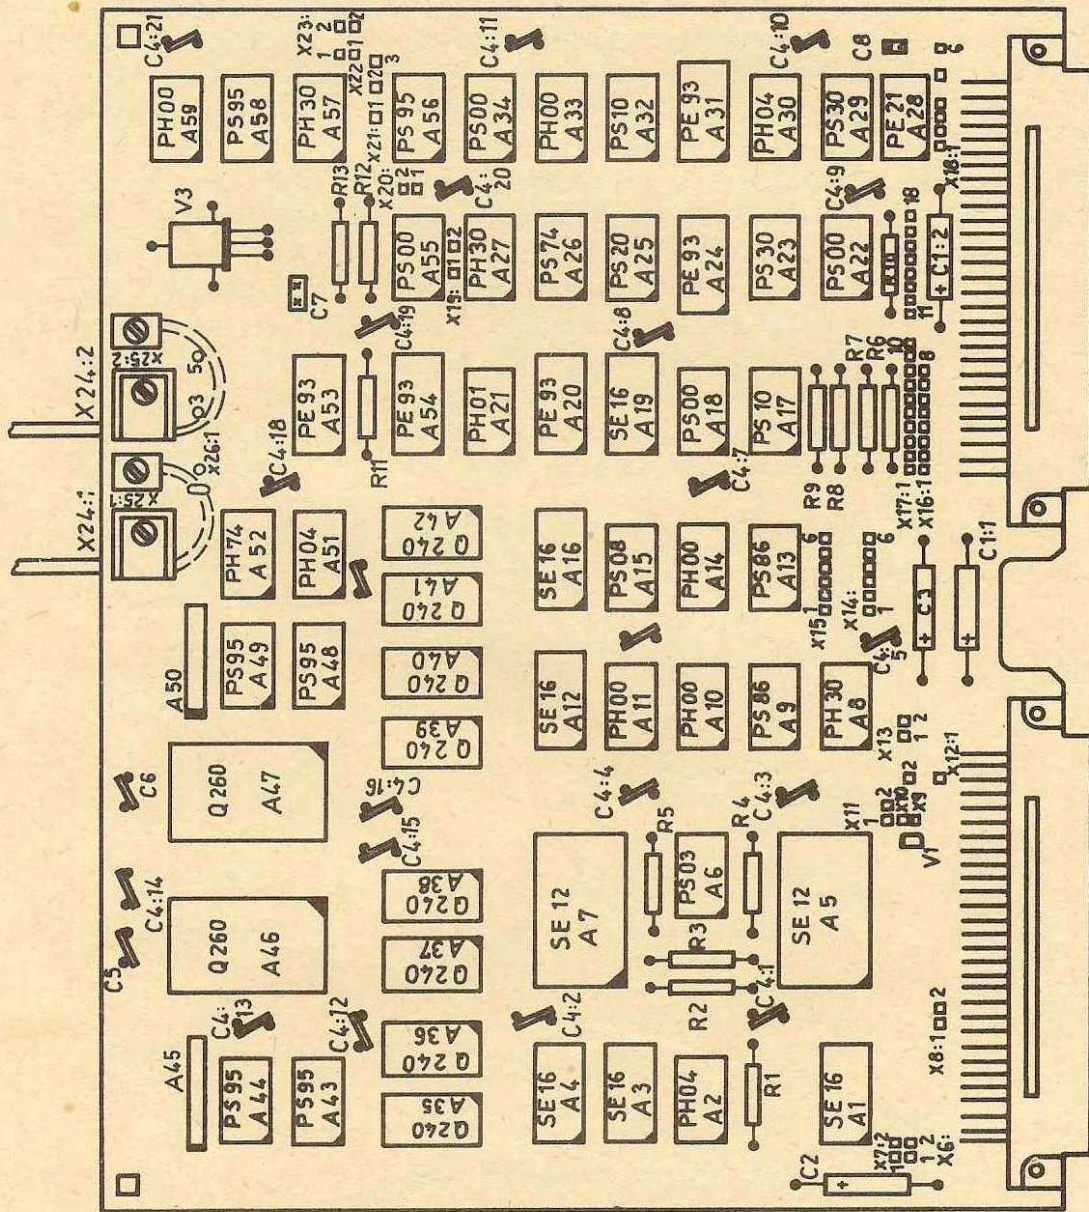 C4:21
PH00
A59
PS95
A58
PH30
A57
X23:
1 2
X22
1 2
X21:
1 2 3
PS95
A56
C4:11
PS00
A34
PH00
A33
PS10
A32
PE93
A31
C4:10
PH04
A30
PS30
A29
C8
PE21
A28
6
X18:1
V3
R13
R12
X20:
2
1
C4:
20
C7
PS00
A55
X19:
1 2
PH30
A27
PS74
A26
PS20
A25
PE93
A24
PS30
A23
C4:9
PS00
A22
R10
18
11
+ C1:2
C4:19
C4:8
X24:2
X25:2
3
5
X26:1
X24:1
X25:1
C4:18
PE93
A53
R11
PE93
A54
PH01
A21
PE93
A20
SE16
A19
PS00
A18
C4:7
PS10
A17
R9
R8
R7
R6
10
8
X17:1
X16:1
PH74
A52
PH04
A51
Q240
A42
Q240
A41
SE16
A16
PS08
A15
PH00
A14
PS86
A13
X15
1
6
X14:
1
6
C4:
5
+ C3
C1:1
+
A50
PS95
A49
PS95
A48
Q240
A40
Q240
A39
SE16
A12
PH00
A11
PH00
A10
PS86
A9
PH30
A8
X13
1 2
C6
Q260
A47
C4:16
C4:15
C4:4
R5
R4
C4:3
X11
1
2
X10
X9
2
X12:1
V1
C4:14
C5
Q260
A46
Q240
A38
Q240
A37
SE12
A7
PS03
A6
SE12
A5
R3
R2
C4:1
A45
C4:
13
C4:12
PS95
A44
PS95
A43
Q240
A36
Q240
A35
C4:2
SE16
A4
SE16
A3
PH04
A2
R1
SE16
A1
X8:1
2
C2
+
X7:2
1
1 2
X6: